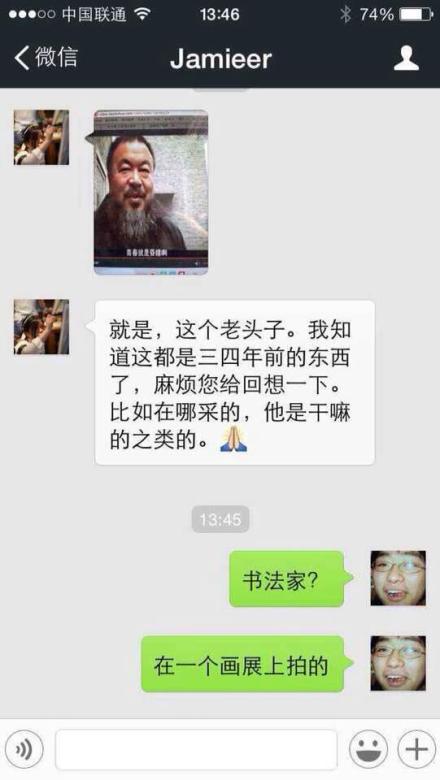 中国联通 13:46 74%
微信 Jamieer
就是，这个老头子。我知
道这都是三四年前的东西
了，麻烦您给回想一下。
比如在哪采的，他是干嘛
的之类的。🙏
13:45
书法家？
在一个画展上拍的